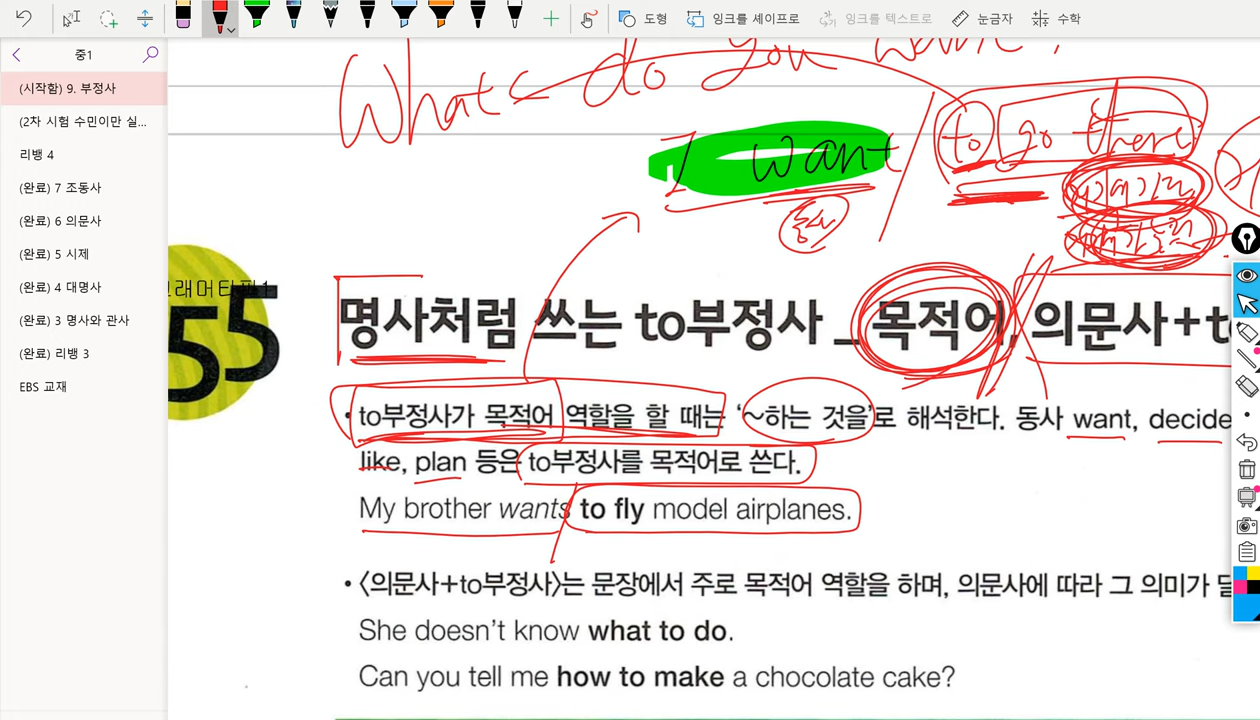 도형
잉크를 셰이프로
잉크를 텍스트로
눈금자
수학
중1
(시작함) 9. 부정사
(2차 시험 수민이만 실...
리뱅 4
(완료) 7 조동사
(완료) 6 의문사
(완료) 5 시제
(완료) 4 대명사
(완료) 3 명사와 관사
(완료) 리뱅 3
EBS 교재
What do you want?
I want to go there
동사
55
명사처럼 쓰는 to부정사 _ 목적어, 의문사+to
• to부정사가 목적어 역할을 할 때는 '~하는 것을'로 해석한다. 동사 want, decide
like, plan 등은 to부정사를 목적어로 쓴다.
My brother wants to fly model airplanes.
• 〈의문사+to부정사〉는 문장에서 주로 목적어 역할을 하며, 의문사에 따라 그 의미가 달
She doesn't know what to do.
Can you tell me how to make a chocolate cake?